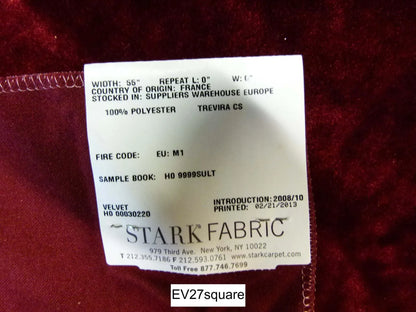 WIDTH: 55" REPEAT L: 0" W: 0"
COUNTRY OF ORIGIN: FRANCE
STOCKED IN: SUPPLIERS WAREHOUSE EUROPE
100% POLYESTER TREVIRA CS
FIRE CODE: EU: M1
SAMPLE BOOK: H0 9999SULT
INTRODUCTION: 2008/10
VELVET PRINTED: 02/21/2013
H0 00030220
STARK FABRIC
979 Third Ave. New York, NY 10022
T 212.355.7186 F 212.593.0761 www.starkcarpet.com
Toll Free 877.746.7699
EV27square